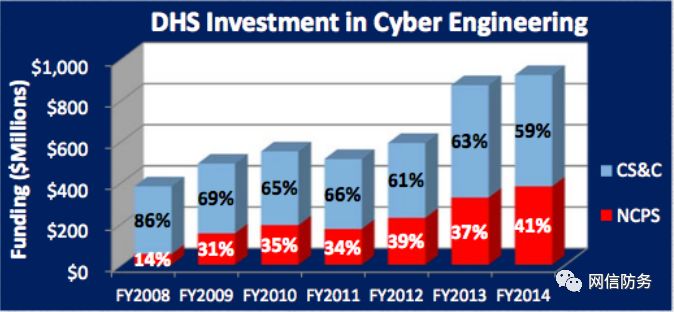 DHS Investment in Cyber Engineering
Funding ($Millions)
$1,000
$800
$600
$400
$200
$0
86%
69%
65%
66%
61%
63%
59%
14%
31%
35%
34%
39%
37%
41%
FY2008
FY2009
FY2010
FY2011
FY2012
FY2013
FY2014
CS&C
NCPS
网信防务